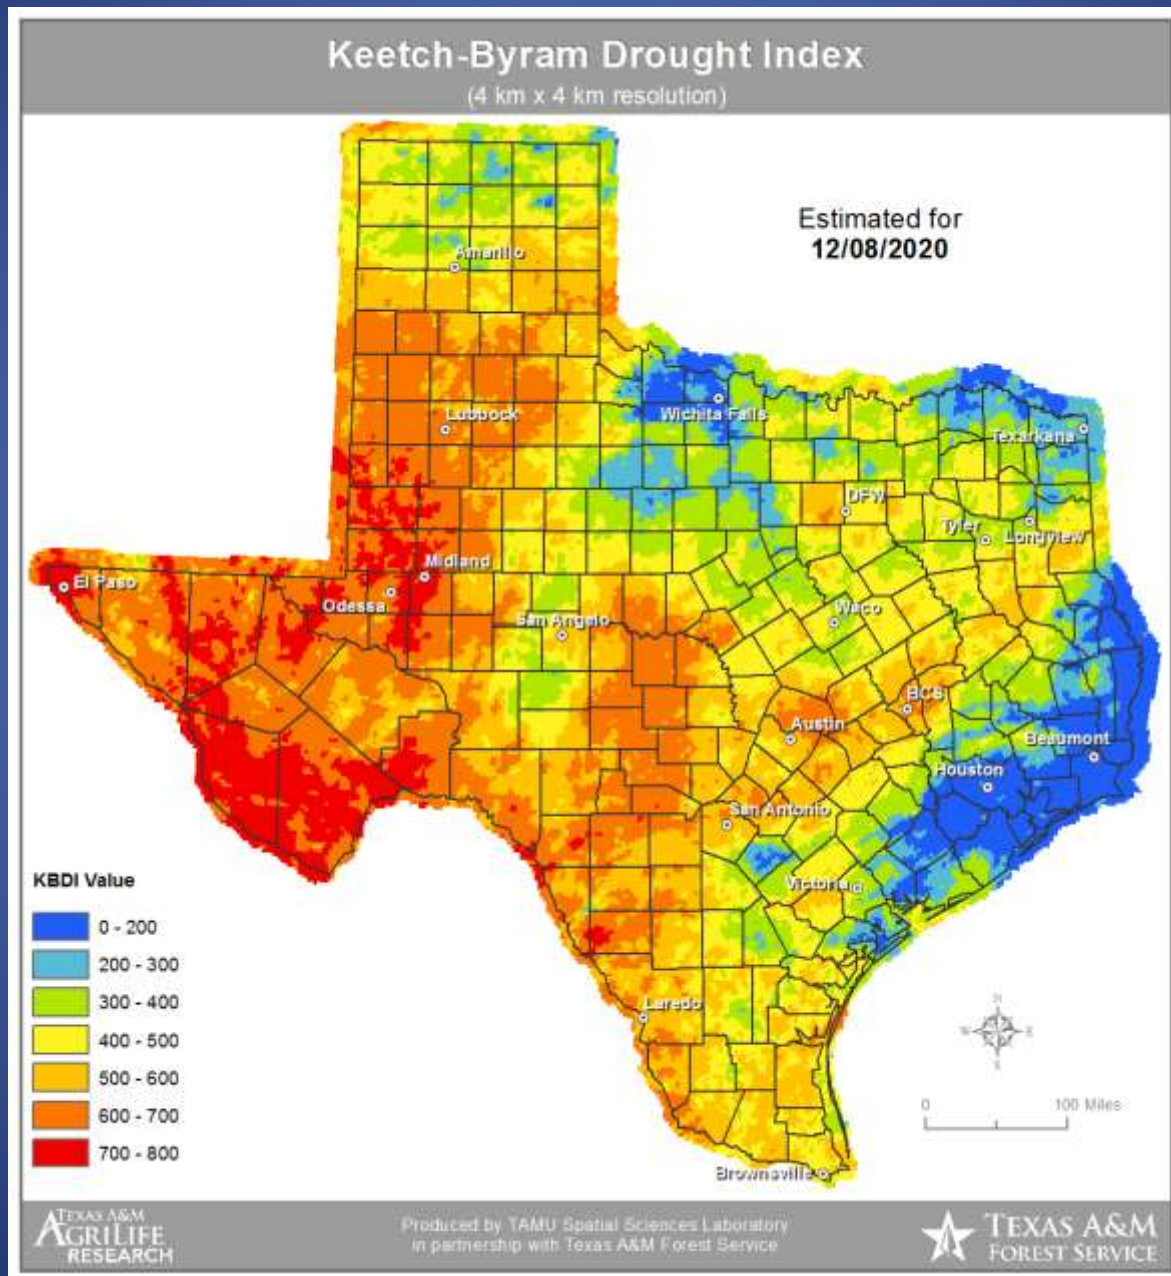 Keetch-Byram Drought Index
(4 km x 4 km resolution)
Estimated for
12/08/2020
Amarillo
Lubbock
Wichita Falls
Texarkana
DFW
Tyler
Longview
Midland
El Paso
Odessa
San Angelo
Waco
BCS
Austin
Beaumont
Houston
San Antonio
Victoria
Laredo
Brownsville
KBDI Value
0 - 200
200 - 300
300 - 400
400 - 500
500 - 600
600 - 700
700 - 800
N
W E
S
0 100 Miles
TEXAS A&M
AGRILIFE
RESEARCH
Produced by TAMU Spatial Sciences Laboratory
in partnership with Texas A&M Forest Service
TEXAS A&M
FOREST SERVICE